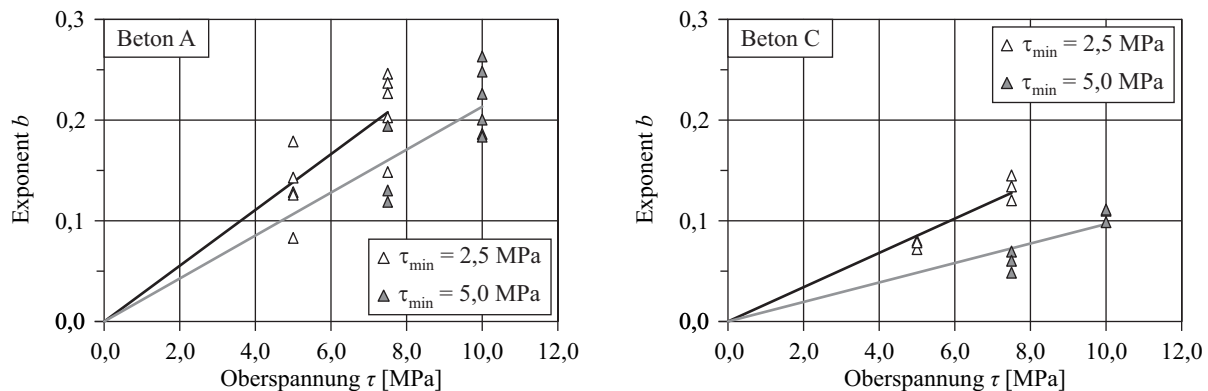 Beton A
Exponent b
0,3
0,2
0,1
0,0
τmin = 2,5 MPa
τmin = 5,0 MPa
0,0 2,0 4,0 6,0 8,0 10,0 12,0
Oberspannung τ [MPa]
Beton C
Exponent b
0,3
0,2
0,1
0,0
τmin = 2,5 MPa
τmin = 5,0 MPa
0,0 2,0 4,0 6,0 8,0 10,0 12,0
Oberspannung τ [MPa]